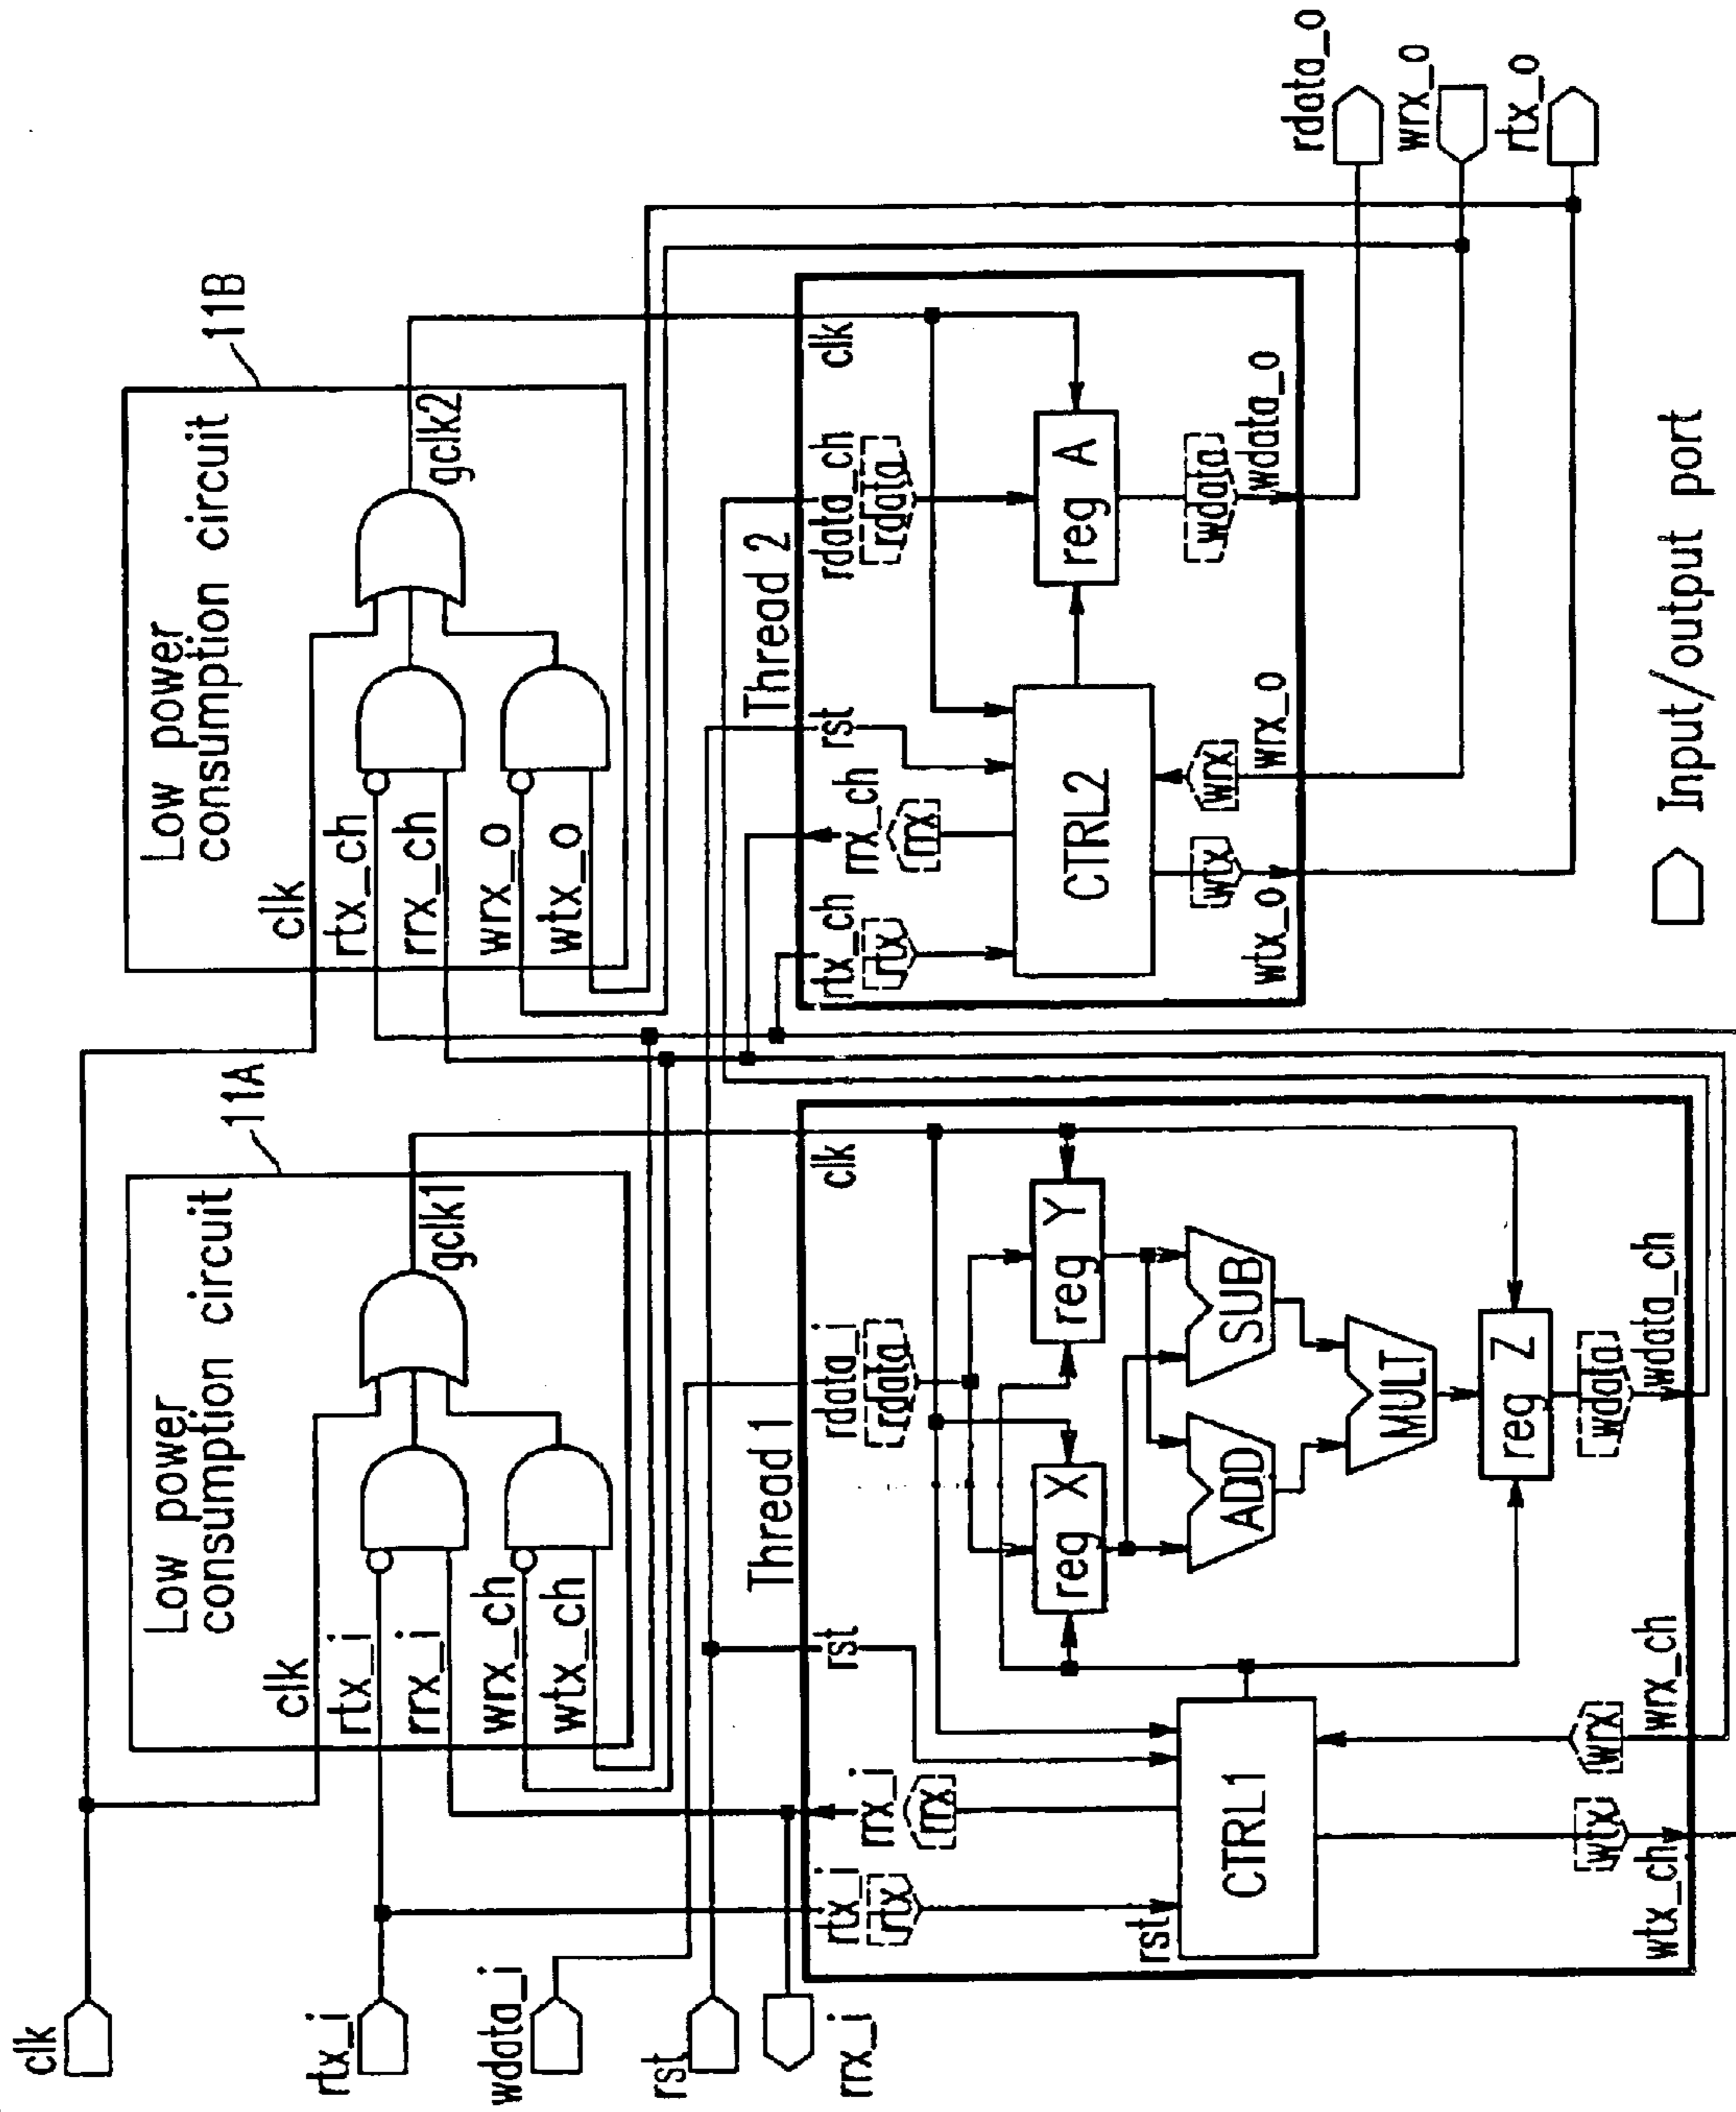 clk
rtx_i
wdata_i
rst
rrx_i
11A
Low power
consumption circuit
clk
rtx_i
rrx_i
wrx_ch
wtx_ch
gclk1
11B
Low power
consumption circuit
clk
rtx_ch
rrx_ch
wrx_o
wtx_o
gclk2
Thread 1
rtx_i
rtx
rrx_i
rrx
rst
rdata_i
rdata
clk
rst
CTRL1
reg X
reg Y
ADD
SUB
MULT
reg Z
wtx
wtx_ch
wrx
wrx_ch
wdata
wdata_ch
Thread 2
rtx_ch
rtx
rrx_ch
rrx
rst
rdata_ch
rdata
clk
CTRL2
reg A
wtx
wtx_o
wrx
wrx_o
wdata
wdata_o
rdata_o
wrx_o
rtx_o
Input/output port